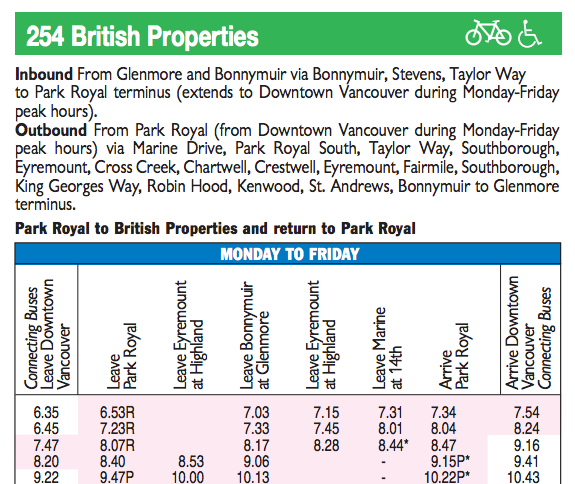 254 British Properties
Inbound From Glenmore and Bonnymuir via Bonnymuir, Stevens, Taylor Way
to Park Royal terminus (extends to Downtown Vancouver during Monday-Friday
peak hours).
Outbound From Park Royal (from Downtown Vancouver during Monday-Friday
peak hours) via Marine Drive, Park Royal South, Taylor Way, Southborough,
Eyremount, Cross Creek, Chartwell, Crestwell, Eyremount, Fairmile, Southborough,
King Georges Way, Robin Hood, Kenwood, St. Andrews, Bonnymuir to Glenmore
terminus.
Park Royal to British Properties and return to Park Royal
MONDAY TO FRIDAY
Connecting Buses
Leave Downtown
Vancouver
Leave
Park Royal
Leave Eyremount
at Highland
Leave Bonnymuir
at Glenmore
Leave Eyremount
at Highland
Leave Marine
at 14th
Arrive
Park Royal
Arrive Downtown
Vancouver
Connecting Buses
6.35 6.53R 7.03 7.15 7.31 7.34 7.54
6.45 7.23R 7.33 7.45 8.01 8.04 8.24
7.47 8.07R 8.17 8.28 8.44* 8.47 9.16
8.20 8.40 8.53 9.06 - 9.15P* 9.41
9.22 9.47P 10.00 10.13 - 10.22P* 10.43